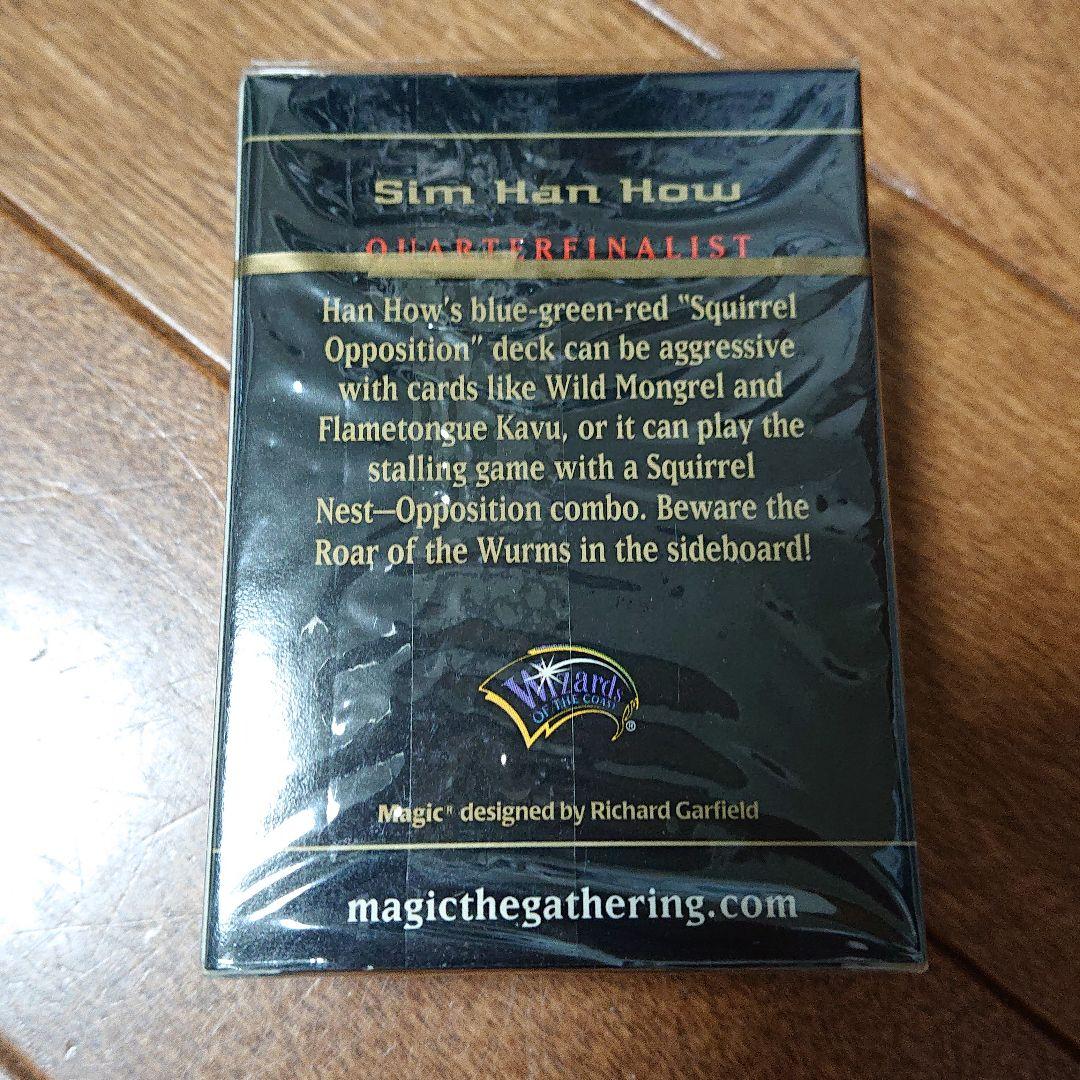 Sim Han How
QUARTERFINALIST
Han How's blue-green-red "Squirrel
Opposition" deck can be aggressive
with cards like Wild Mongrel and
Flametongue Kavu, or it can play the
stalling game with a Squirrel
Nest—Opposition combo. Beware the
Roar of the Wurms in the sideboard!
Wizards
OF THE COAST
®
Magic® designed by Richard Garfield
magicthegathering.com